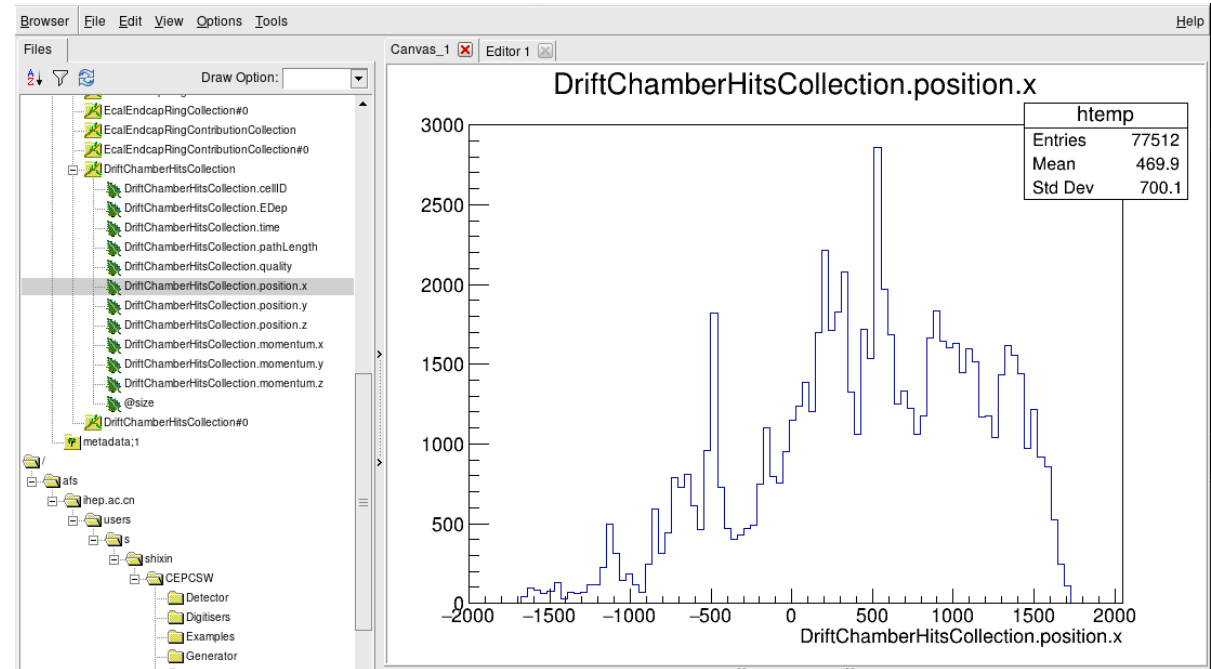 Browser File Edit View Options Tools Help
Files
Draw Option:
EcalEndcapRingCollection#0
EcalEndcapRingContributionCollection
EcalEndcapRingContributionCollection#0
DriftChamberHitsCollection
DriftChamberHitsCollection.cellID
DriftChamberHitsCollection.EDep
DriftChamberHitsCollection.time
DriftChamberHitsCollection.pathLength
DriftChamberHitsCollection.quality
DriftChamberHitsCollection.position.x
DriftChamberHitsCollection.position.y
DriftChamberHitsCollection.position.z
DriftChamberHitsCollection.momentum.x
DriftChamberHitsCollection.momentum.y
DriftChamberHitsCollection.momentum.z
@size
DriftChamberHitsCollection#0
metadata;1
/
afs
ihep.ac.cn
users
s
shixin
CEPCSW
Detector
Digitisers
Examples
Generator
Canvas_1 Editor 1
DriftChamberHitsCollection.position.x
htemp
Entries 77512
Mean 469.9
Std Dev 700.1
3000
2500
2000
1500
1000
500
0
−2000 −1500 −1000 −500 0 500 1000 1500 2000
DriftChamberHitsCollection.position.x